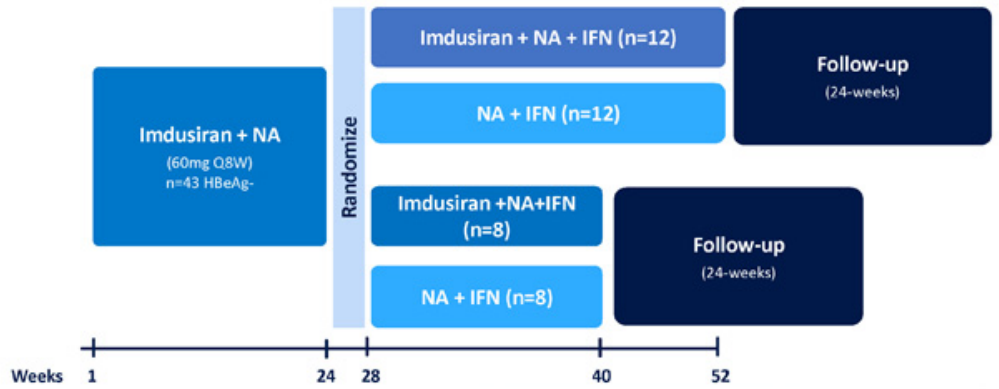 Imdusiran + NA
(60mg Q8W)
n=43 HBeAg-
Randomize
Imdusiran + NA + IFN (n=12)
NA + IFN (n=12)
Follow-up
(24-weeks)
Imdusiran +NA+IFN
(n=8)
NA + IFN (n=8)
Follow-up
(24-weeks)
Weeks 1 24 28 40 52